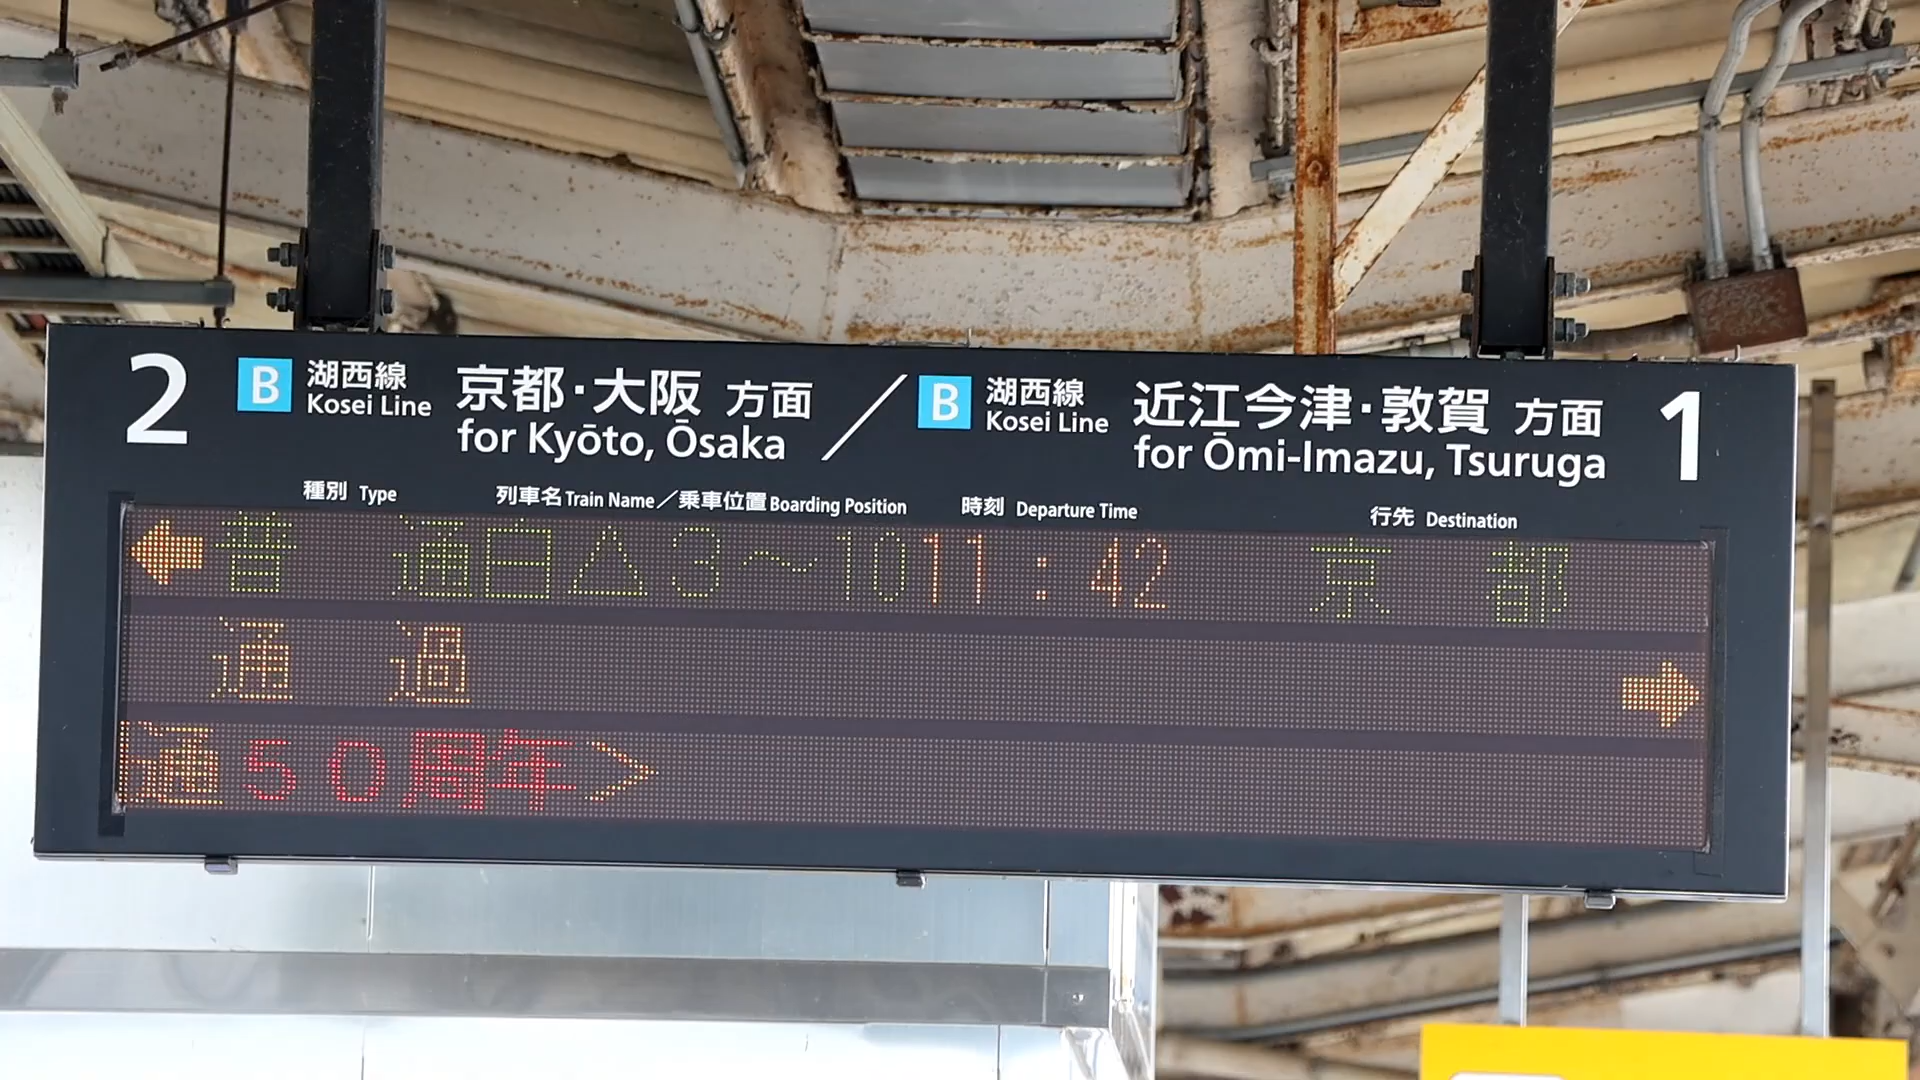 2 B 湖西線 京都・大阪 方面 / B 湖西線 近江今津・敦賀 方面 1
Kosei Line for Kyōto, Ōsaka Kosei Line for Ōmi-Imazu, Tsuruga
種別 Type 列車名 Train Name／乗車位置 Boarding Position 時刻 Departure Time 行先 Destination
← 普 通 白△3〜10 11:42 京 都
通 過 →
通50周年＞